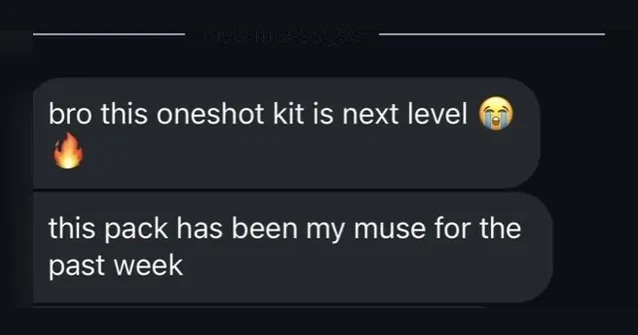 bro this oneshot kit is next level 😭
🔥
this pack has been my muse for the
past week